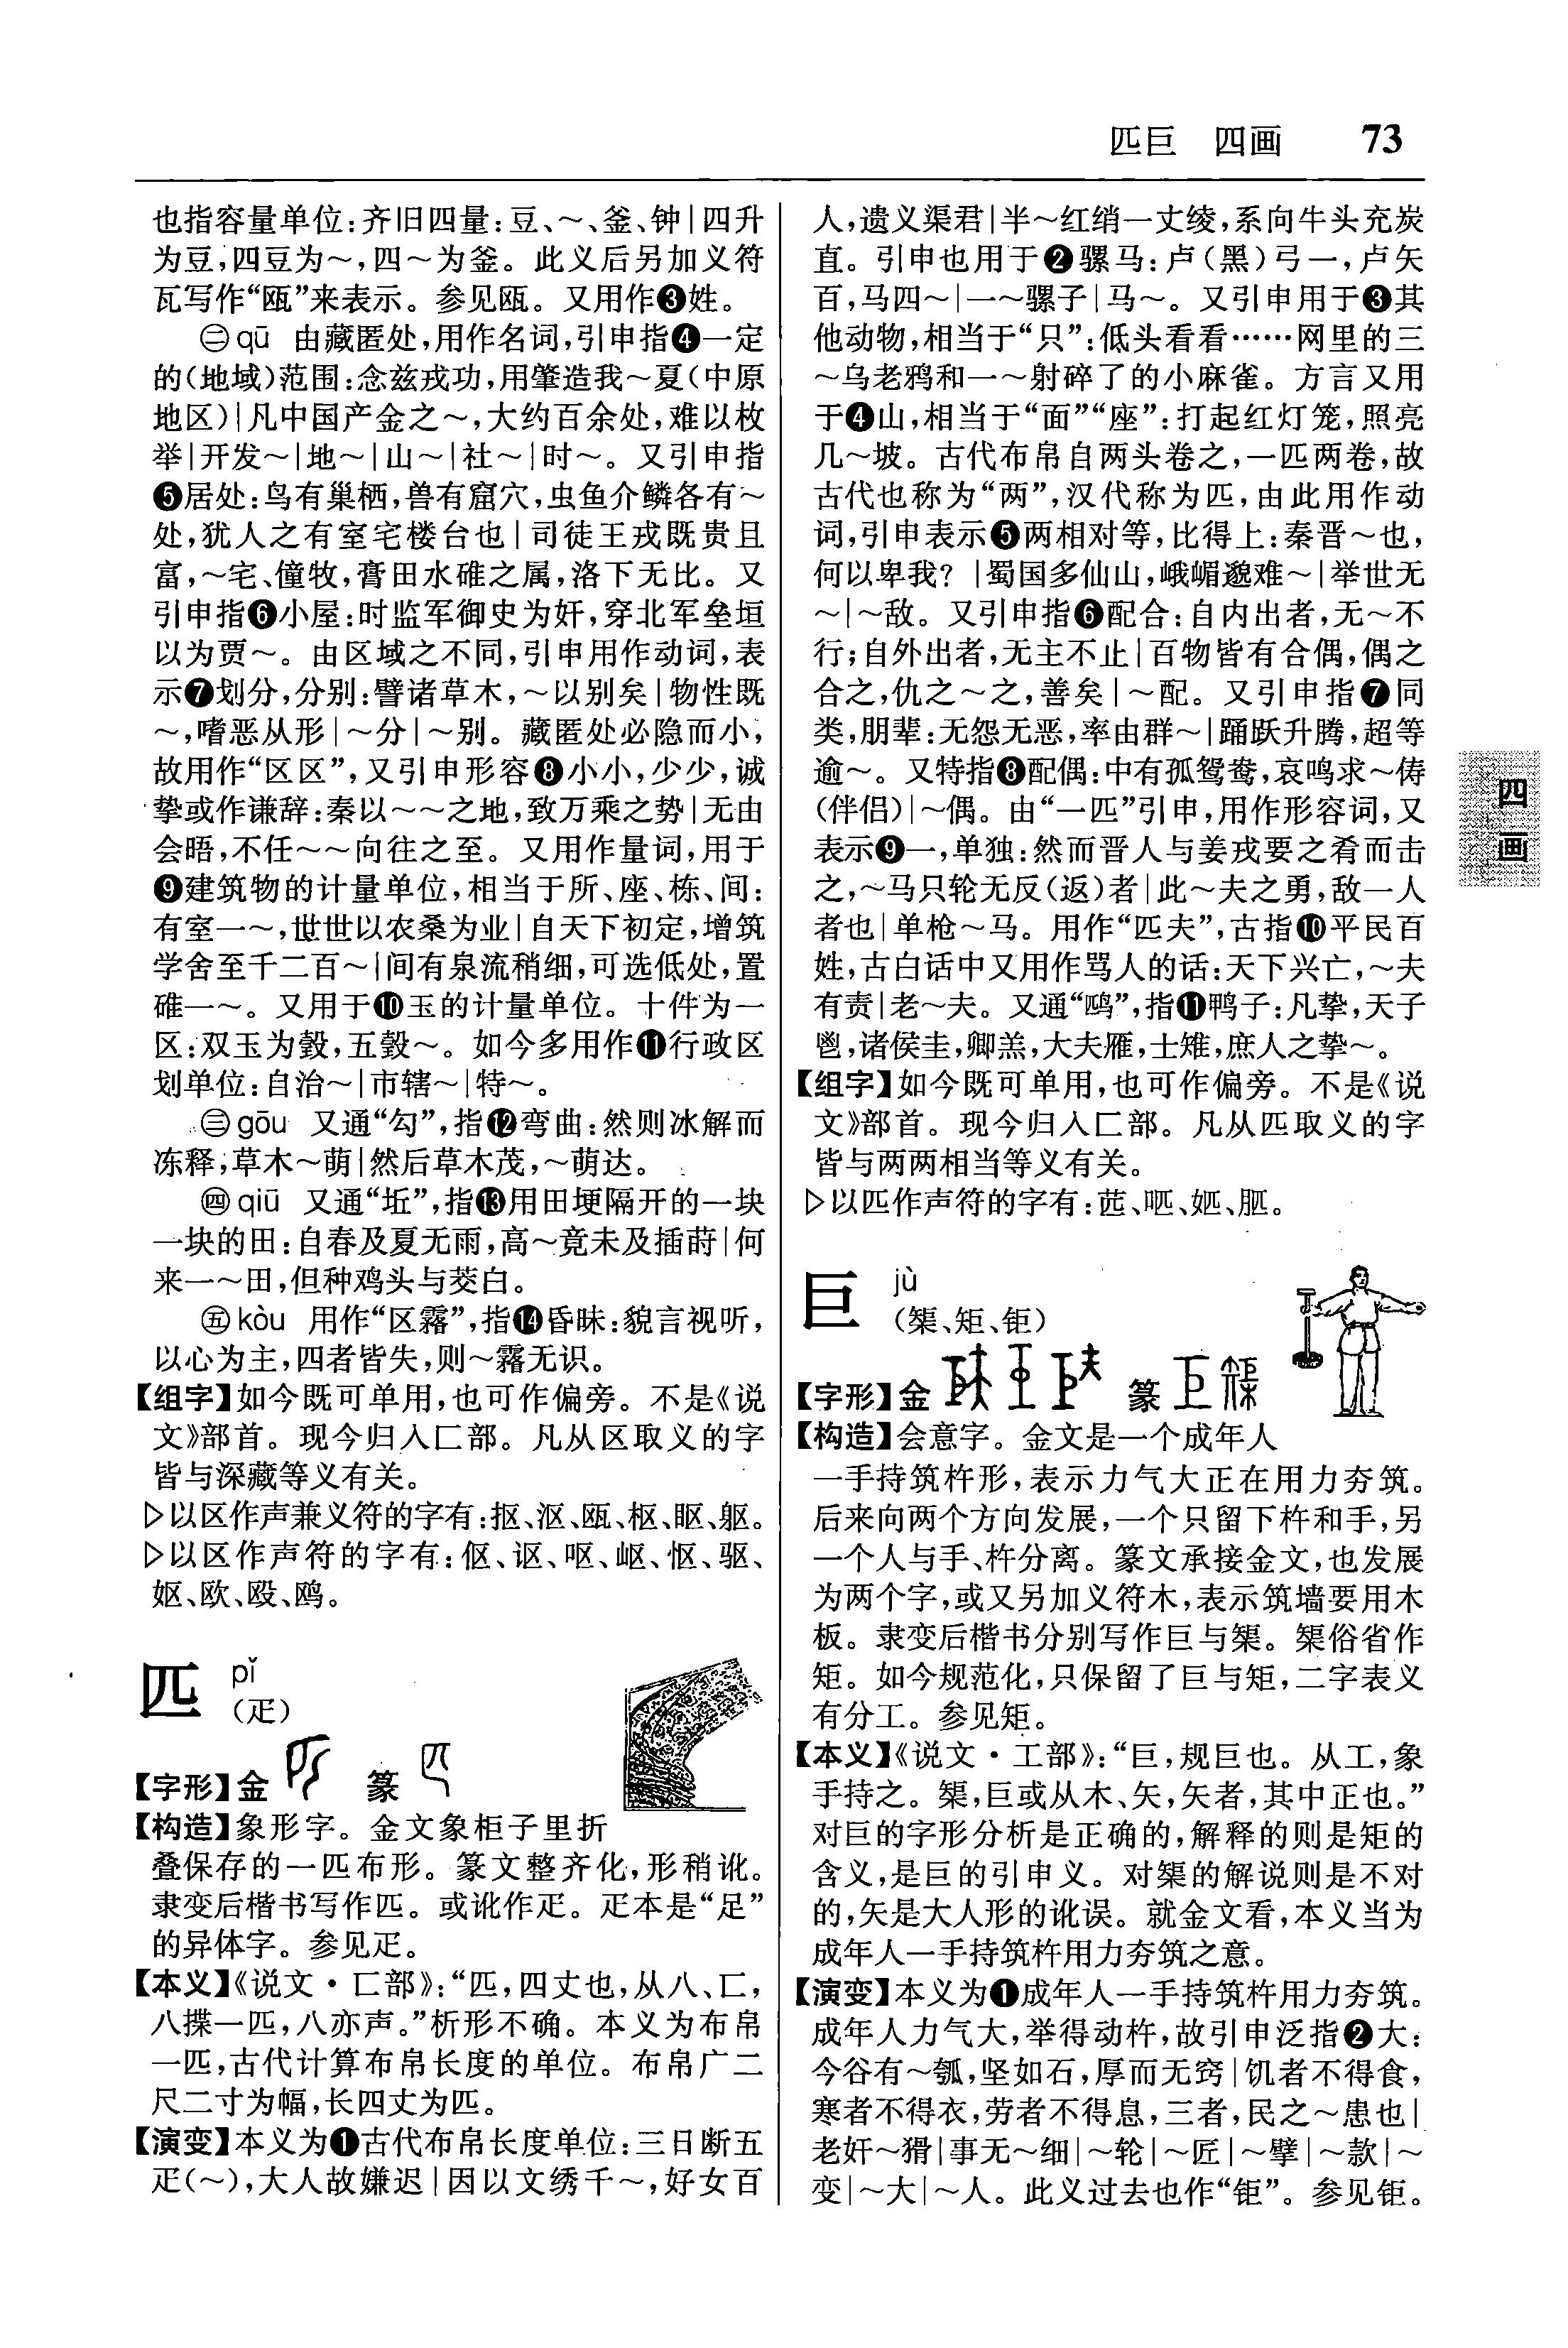 匹巨　四画　73
也指容量单位:齐旧四量:豆、～、釜、钟|四升
为豆,四豆为～,四～为釜。此义后另加义符
瓦写作“瓯”来表示。参见瓯。又用作❸姓。
㊁qū 由藏匿处,用作名词,引申指❹一定
的(地域)范围:念兹戎功,用肇造我～夏(中原
地区)|凡中国产金之～,大约百余处,难以枚
举|开发～|地～|山～|社～|时～。又引申指
❺居处:鸟有巢栖,兽有窟穴,虫鱼介鳞各有～
处,犹人之有室宅楼台也|司徒王戎既贵且
富,～宅、僮牧,膏田水碓之属,洛下无比。又
引申指❻小屋:时监军御史为奸,穿北军垒垣
以为贾～。由区域之不同,引申用作动词,表
示❼划分,分别:譬诸草木,～以别矣|物性既
～,嗜恶从形|～分|～别。藏匿处必隐而小,
故用作“区区”,又引申形容❽小小,少少,诚
挚或作谦辞:秦以～～之地,致万乘之势|无由
会晤,不任～～向往之至。又用作量词,用于
❾建筑物的计量单位,相当于所、座、栋、间:
有室一～,世世以农桑为业|自天下初定,增筑
学舍至千二百～|间有泉流稍细,可选低处,置
碓一～。又用于❿玉的计量单位。十件为一
区:双玉为瑴,五瑴～。如今多用作⓫行政区
划单位:自治～|市辖～|特～。
㊂gōu 又通“勾”,指⓬弯曲:然则冰解而
冻释,草木～萌|然后草木茂,～萌达。
㊃qiū 又通“坵”,指⓭用田埂隔开的一块
一块的田:自春及夏无雨,高～竟未及插莳|何
来一～田,但种鸡头与茭白。
㊄kòu 用作“区霿”,指⓮昏昧:貌言视听,
以心为主,四者皆失,则～霿无识。
【组字】如今既可单用,也可作偏旁。不是《说
文》部首。现今归入匚部。凡从区取义的字
皆与深藏等义有关。
▷以区作声兼义符的字有:抠、沤、瓯、枢、眍、躯。
▷以区作声符的字有:伛、讴、呕、岖、怄、驱、
妪、欧、殴、鸥。
匹 pǐ
(疋)
【字形】金 篆
【构造】象形字。金文象柜子里折
叠保存的一匹布形。篆文整齐化,形稍讹。
隶变后楷书写作匹。或讹作疋。疋本是“足”
的异体字。参见疋。
【本义】《说文·匸部》:“匹,四丈也,从八、匸,
八揲一匹,八亦声。”析形不确。本义为布帛
一匹,古代计算布帛长度的单位。布帛广二
尺二寸为幅,长四丈为匹。
【演变】本义为❶古代布帛长度单位:三日断五
疋(～),大人故嫌迟|因以文绣千～,好女百
人,遗义渠君|半～红绡一丈绫,系向牛头充炭
直。引申也用于❷骡马:卢(黑)弓一,卢矢
百,马四～|一～骡子|马～。又引申用于❸其
他动物,相当于“只”:低头看看……网里的三
～乌老鸦和一～射碎了的小麻雀。方言又用
于❹山,相当于“面”“座”:打起红灯笼,照亮
几～坡。古代布帛自两头卷之,一匹两卷,故
古代也称为“两”,汉代称为匹,由此用作动
词,引申表示❺两相对等,比得上:秦晋～也,
何以卑我?|蜀国多仙山,峨嵋邈难～|举世无
～|～敌。又引申指❻配合:自内出者,无～不
行;自外出者,无主不止|百物皆有合偶,偶之
合之,仇之～之,善矣|～配。又引申指❼同
类,朋辈:无怨无恶,率由群～|踊跃升腾,超等
逾～。又特指❽配偶:中有孤鸳鸯,哀鸣求～俦
(伴侣)|～偶。由“一匹”引申,用作形容词,又
表示❾一,单独:然而晋人与姜戎要之肴而击
之,～马只轮无反(返)者|此～夫之勇,敌一人
者也|单枪～马。用作“匹夫”,古指❿平民百
姓,古白话中又用作骂人的话:天下兴亡,～夫
有责|老～夫。又通“鸣”,指⓫鸭子:凡挚,天子
鬯,诸侯圭,卿羔,大夫雁,士雉,庶人之挚～。
【组字】如今既可单用,也可作偏旁。不是《说
文》部首。现今归入匚部。凡从匹取义的字
皆与两两相当等义有关。
▷以匹作声符的字有:
巨 jù
(榘、矩、钜)
【字形】金 篆
【构造】会意字。金文是一个成年人
一手持筑杵形,表示力气大正在用力夯筑。
后来向两个方向发展,一个只留下杵和手,另
一个人与手、杵分离。篆文承接金文,也发展
为两个字,或又另加义符木,表示筑墙要用木
板。隶变后楷书分别写作巨与榘。榘俗省作
矩。如今规范化,只保留了巨与矩,二字表义
有分工。参见矩。
【本义】《说文·工部》:“巨,规巨也。从工,象
手持之。榘,巨或从木、矢,矢者,其中正也。”
对巨的字形分析是正确的,解释的则是矩的
含义,是巨的引申义。对榘的解说则是不对
的,矢是大人形的讹误。就金文看,本义当为
成年人一手持筑杵用力夯筑之意。
【演变】本义为❶成年人一手持筑杵用力夯筑。
成年人力气大,举得动杵,故引申泛指❷大:
今谷有～瓠,坚如石,厚而无窍|饥者不得食,
寒者不得衣,劳者不得息,三者,民之～患也|
老奸～猾|事无～细|～轮|～匠|～擘|～款|～
变|～大|～人。此义过去也作“钜”。参见钜。
四画